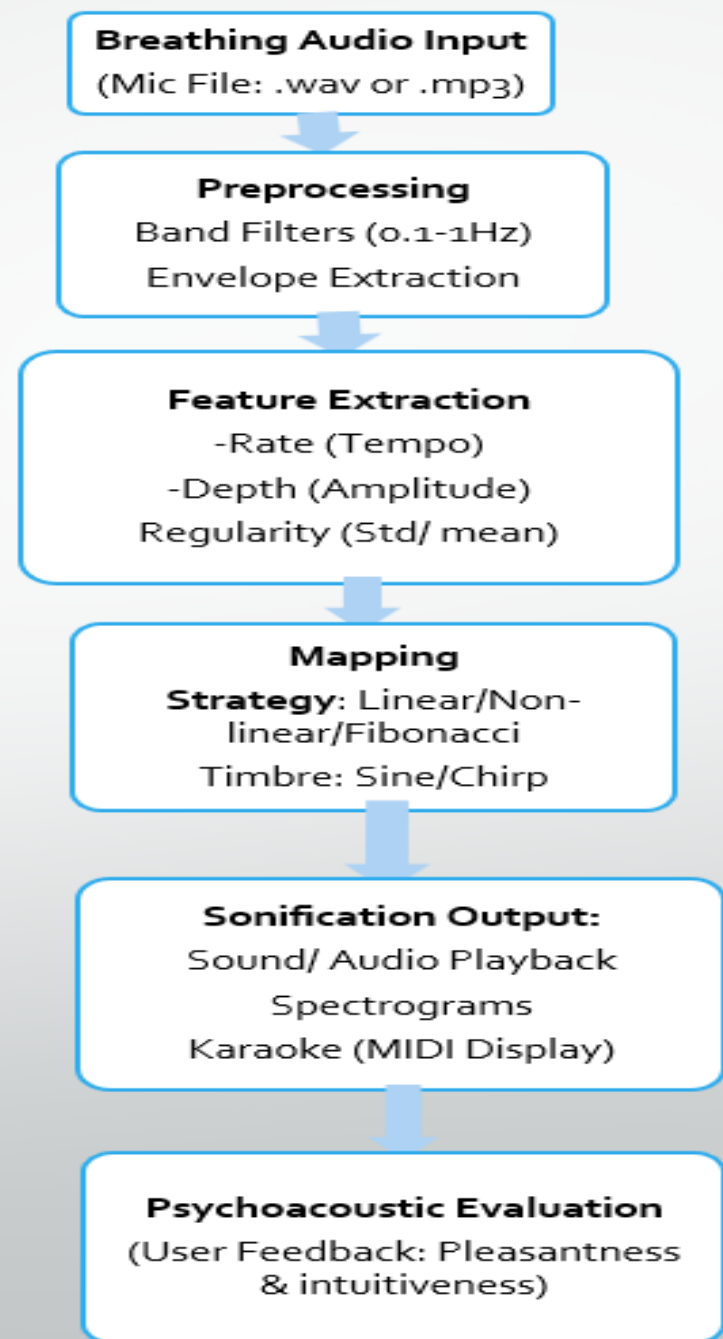 Breathing Audio Input
(Mic File: .wav or .mp3)
Preprocessing
Band Filters (0.1-1Hz)
Envelope Extraction
Feature Extraction
-Rate (Tempo)
-Depth (Amplitude)
Regularity (Std/ mean)
Mapping
Strategy: Linear/Non-
linear/Fibonacci
Timbre: Sine/Chirp
Sonification Output:
Sound/ Audio Playback
Spectrograms
Karaoke (MIDI Display)
Psychoacoustic Evaluation
(User Feedback: Pleasantness
& intuitiveness)